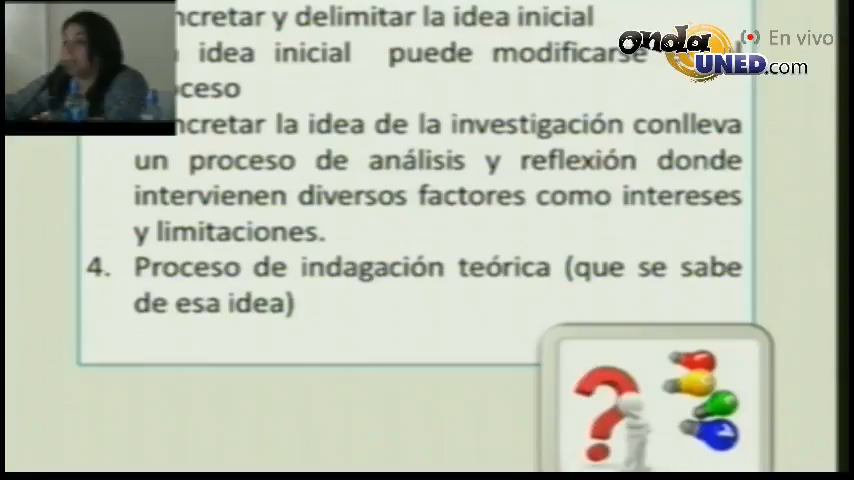 ncretar y delimitar la idea inicial
idea inicial puede modificarse
ceso
ncretar la idea de la investigación conlleva
un proceso de análisis y reflexión donde
intervienen diversos factores como intereses
y limitaciones.
4. Proceso de indagación teórica (que se sabe
de esa idea)
onda
UNED.com
En vivo